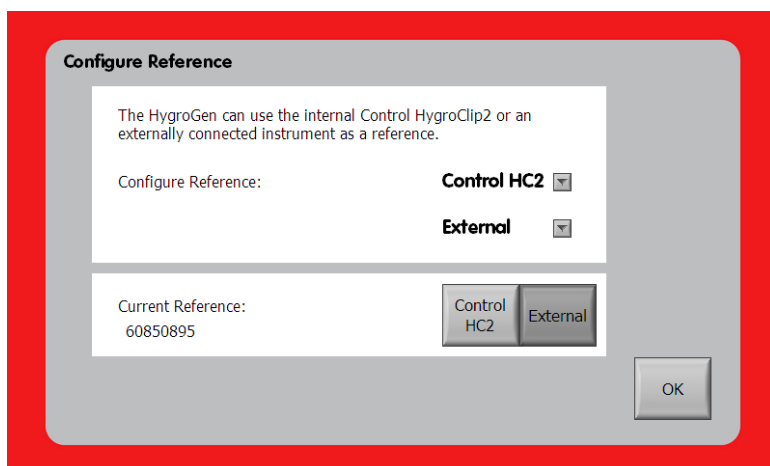 Configure Reference
The HygroGen can use the internal Control HygroClip2 or an
externally connected instrument as a reference.
Configure Reference:
Control HC2
External
Current Reference:
60850895
Control
HC2
External
OK